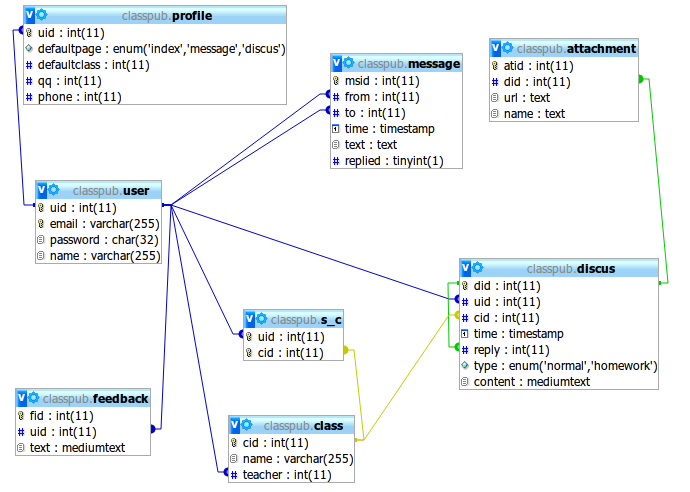 V classpub.profile
uid : int(11)
defaultpage : enum('index','message','discus')
# defaultclass : int(11)
# qq : int(11)
# phone : int(11)
V classpub.message
msid : int(11)
# from : int(11)
# to : int(11)
time : timestamp
text : text
# replied : tinyint(1)
V classpub.attachment
atid : int(11)
# did : int(11)
url : text
name : text
V classpub.user
uid : int(11)
email : varchar(255)
password : char(32)
name : varchar(255)
V classpub.discus
did : int(11)
# uid : int(11)
cid : int(11)
time : timestamp
# reply : int(11)
type : enum('normal','homework')
content : mediumtext
V classpub.s_c
uid : int(11)
cid : int(11)
V classpub.feedback
fid : int(11)
# uid : int(11)
text : mediumtext
V classpub.class
cid : int(11)
name : varchar(255)
# teacher : int(11)